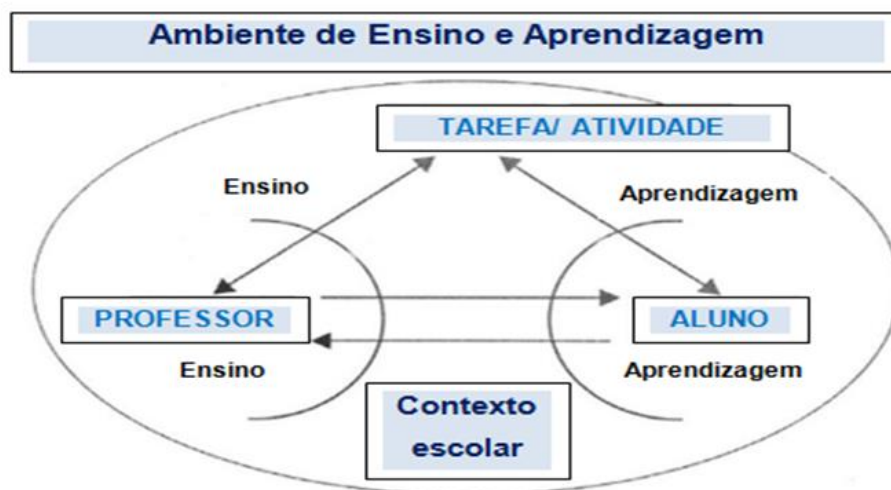 Ambiente de Ensino e Aprendizagem
TAREFA/ ATIVIDADE
Ensino
Aprendizagem
PROFESSOR
ALUNO
Ensino
Aprendizagem
Contexto
escolar